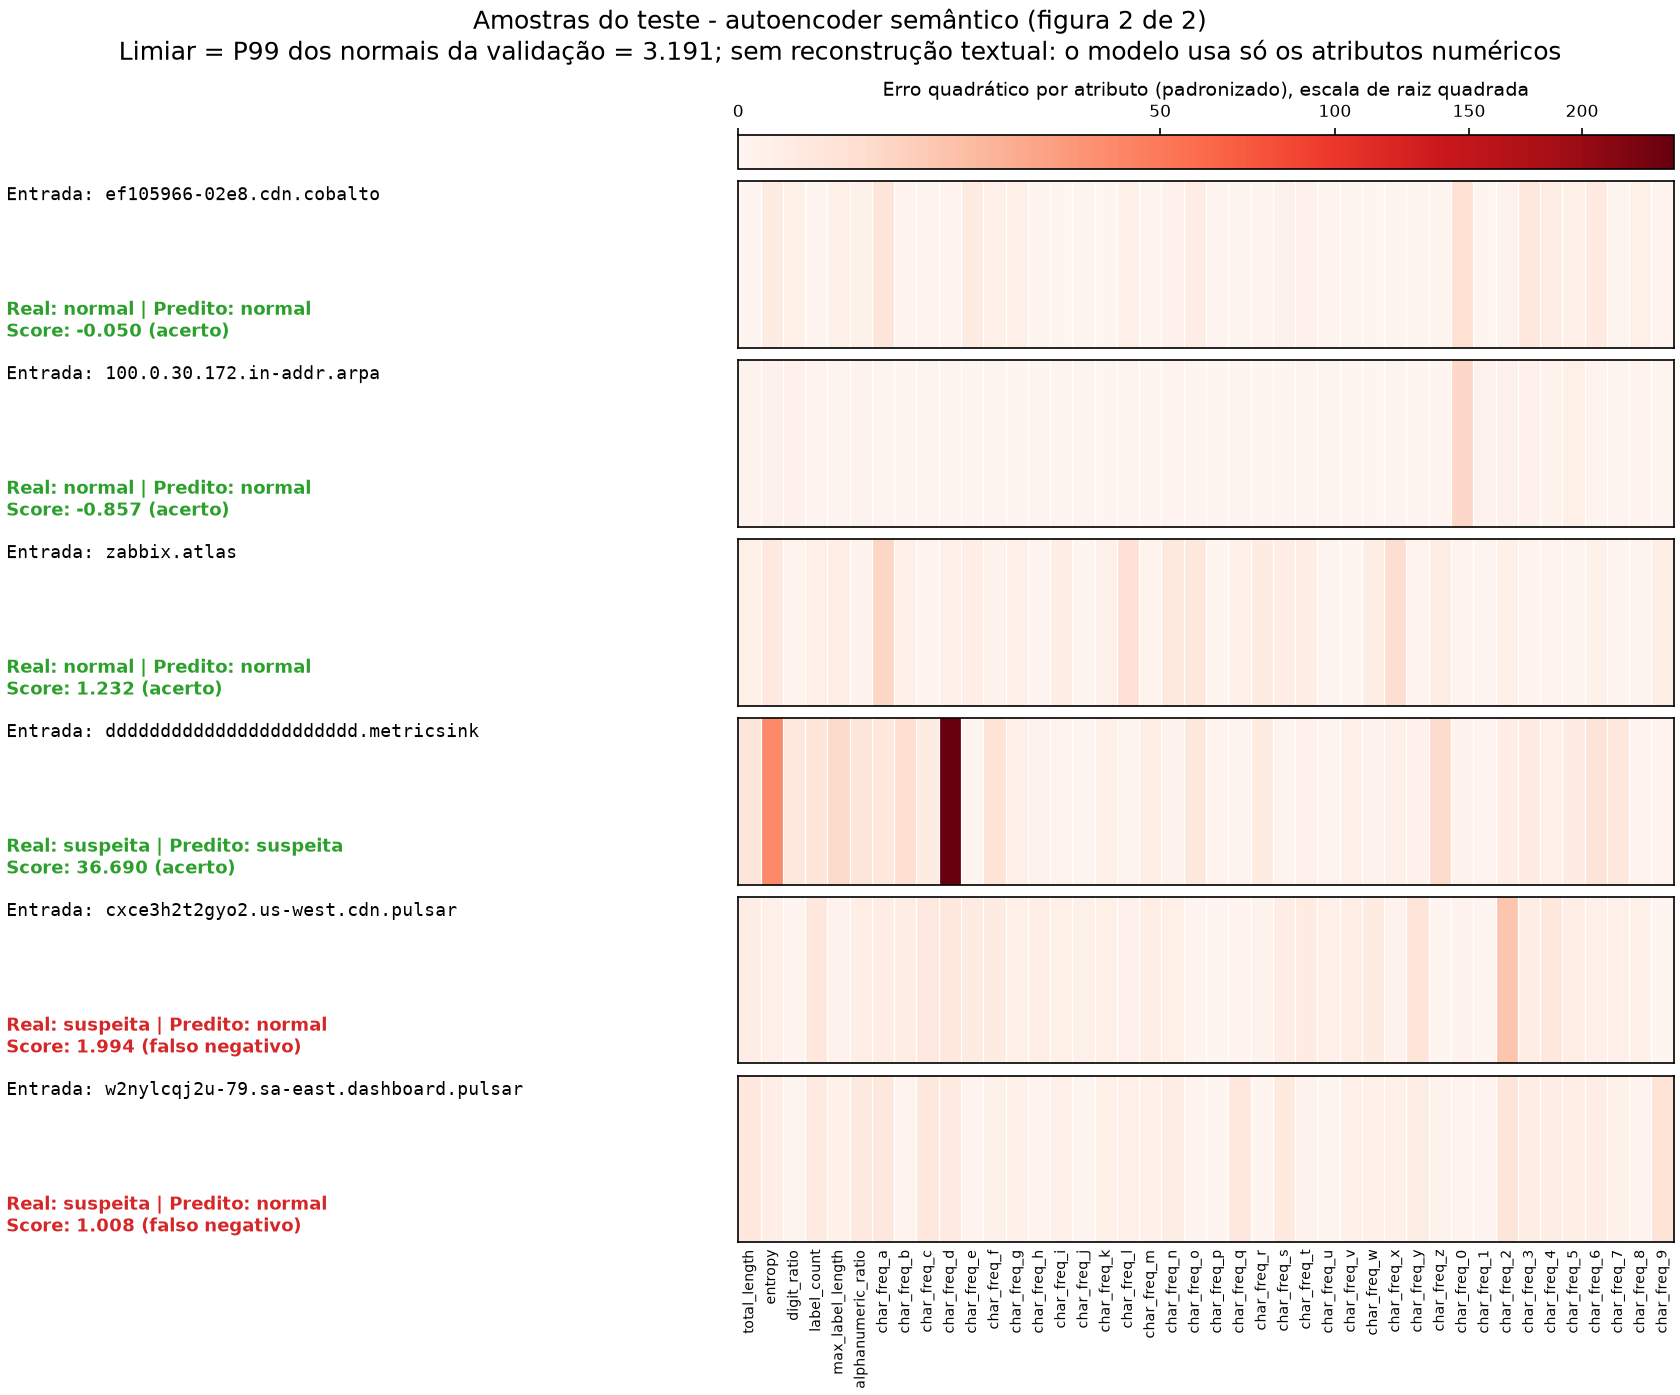 Amostras do teste - autoencoder semântico (figura 2 de 2)
Limiar = P99 dos normais da validação = 3.191; sem reconstrução textual: o modelo usa só os atributos numéricos
Erro quadrático por atributo (padronizado), escala de raiz quadrada
0 50 100 150 200
Entrada: ef105966-02e8.cdn.cobalto
Real: normal | Predito: normal
Score: -0.050 (acerto)
Entrada: 100.0.30.172.in-addr.arpa
Real: normal | Predito: normal
Score: -0.857 (acerto)
Entrada: zabbix.atlas
Real: normal | Predito: normal
Score: 1.232 (acerto)
Entrada: ddddddddddddddddddddddd.metricsink
Real: suspeita | Predito: suspeita
Score: 36.690 (acerto)
Entrada: cxce3h2t2gyo2.us-west.cdn.pulsar
Real: suspeita | Predito: normal
Score: 1.994 (falso negativo)
Entrada: w2nylcqj2u-79.sa-east.dashboard.pulsar
Real: suspeita | Predito: normal
Score: 1.008 (falso negativo)
total_length
entropy
digit_ratio
label_count
max_label_length
alphanumeric_ratio
char_freq_a
char_freq_b
char_freq_c
char_freq_d
char_freq_e
char_freq_f
char_freq_g
char_freq_h
char_freq_i
char_freq_j
char_freq_k
char_freq_l
char_freq_m
char_freq_n
char_freq_o
char_freq_p
char_freq_q
char_freq_r
char_freq_s
char_freq_t
char_freq_u
char_freq_v
char_freq_w
char_freq_x
char_freq_y
char_freq_z
char_freq_0
char_freq_1
char_freq_2
char_freq_3
char_freq_4
char_freq_5
char_freq_6
char_freq_7
char_freq_8
char_freq_9